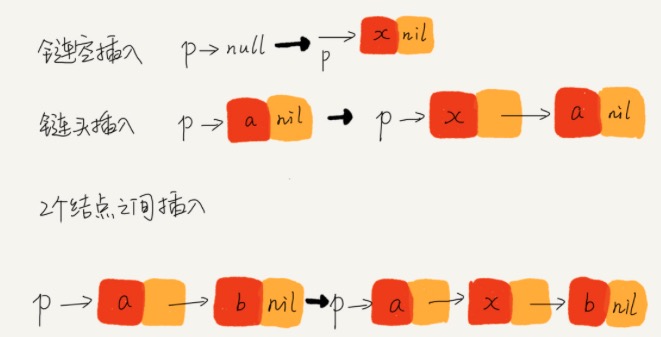 链空插入 p→null → p→ x nil
链头插入 p→ a nil → p→ x → a nil
2个结点之间插入
p→ a → b nil → p→ a → x → b nil